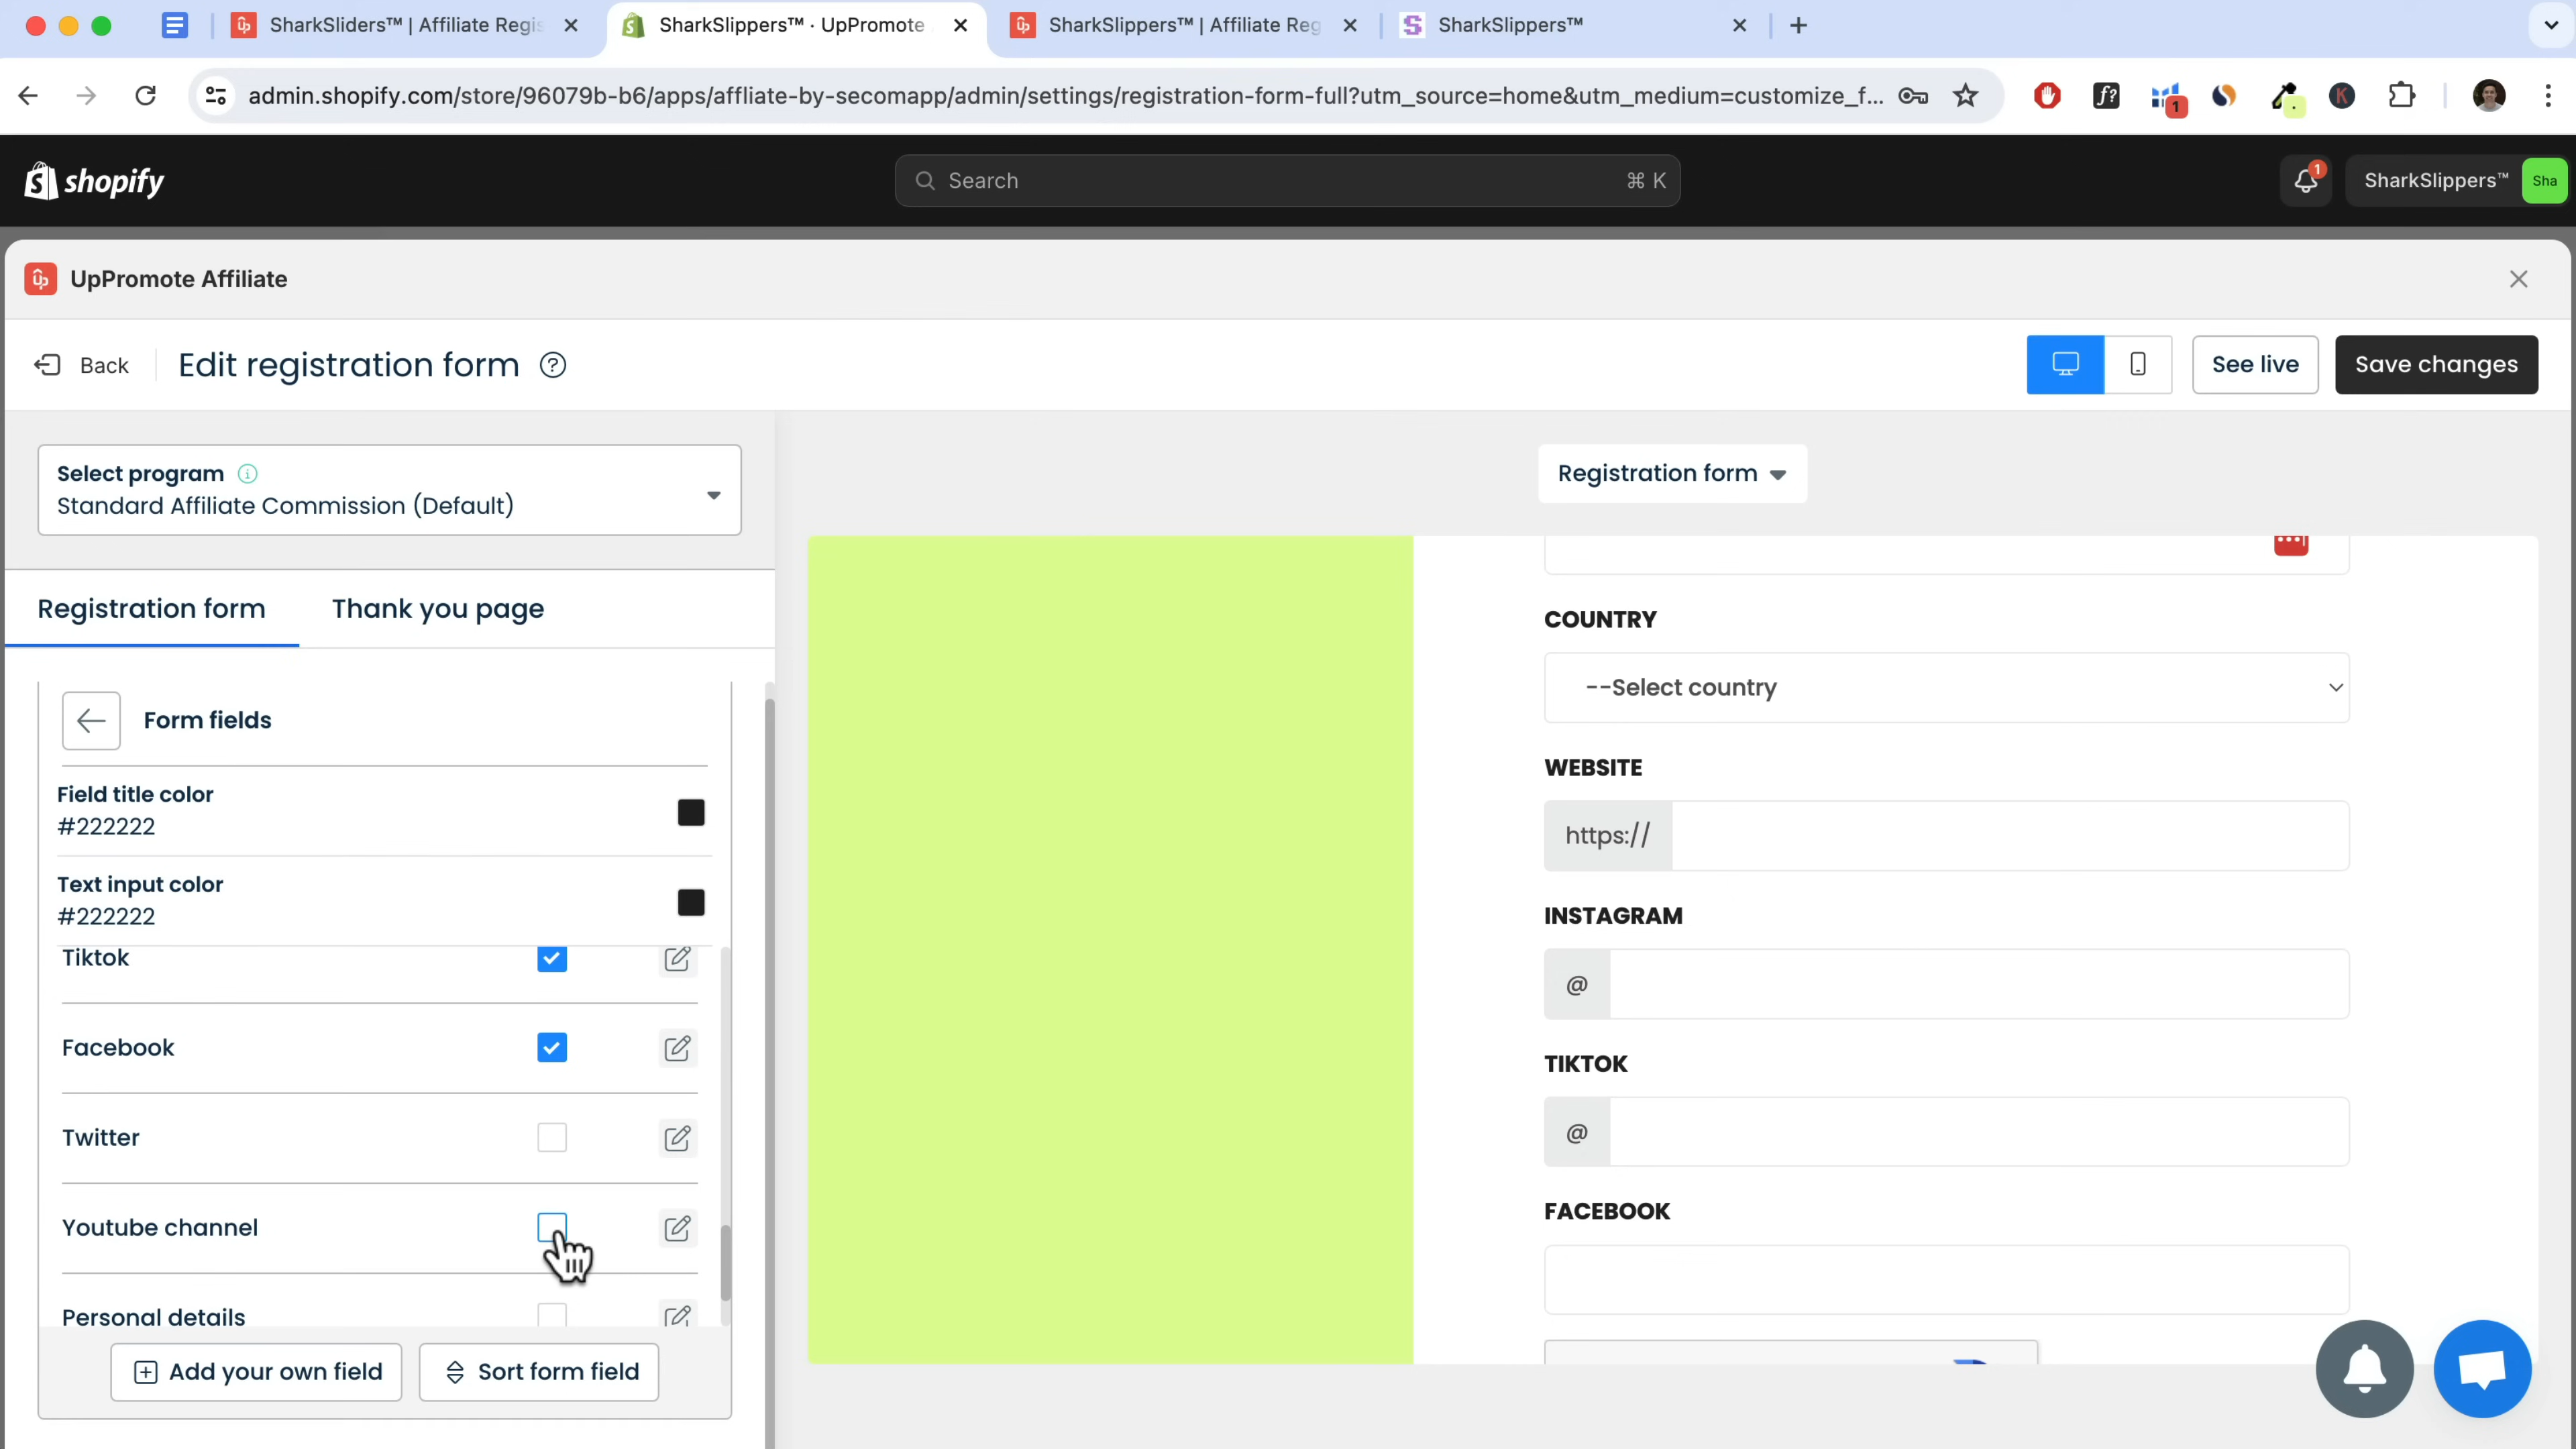 SharkSliders™ | Affiliate Regis
SharkSlippers™ · UpPromote
SharkSlippers™ | Affiliate Reg
SharkSlippers™
admin.shopify.com/store/96079b-b6/apps/affliate-by-secomapp/admin/settings/registration-form-full?utm_source=home&utm_medium=customize_f...
f?
1
K
shopify
Search
⌘ K
1
SharkSlippers™
Sha
UpPromote Affiliate
Back
Edit registration form
See live
Save changes
Select program
Standard Affiliate Commission (Default)
Registration form
Registration form
Thank you page
Form fields
Field title color
#222222
Text input color
#222222
Tiktok
Facebook
Twitter
Youtube channel
Personal details
Add your own field
Sort form field
COUNTRY
--Select country
WEBSITE
https://
INSTAGRAM
@
TIKTOK
@
FACEBOOK